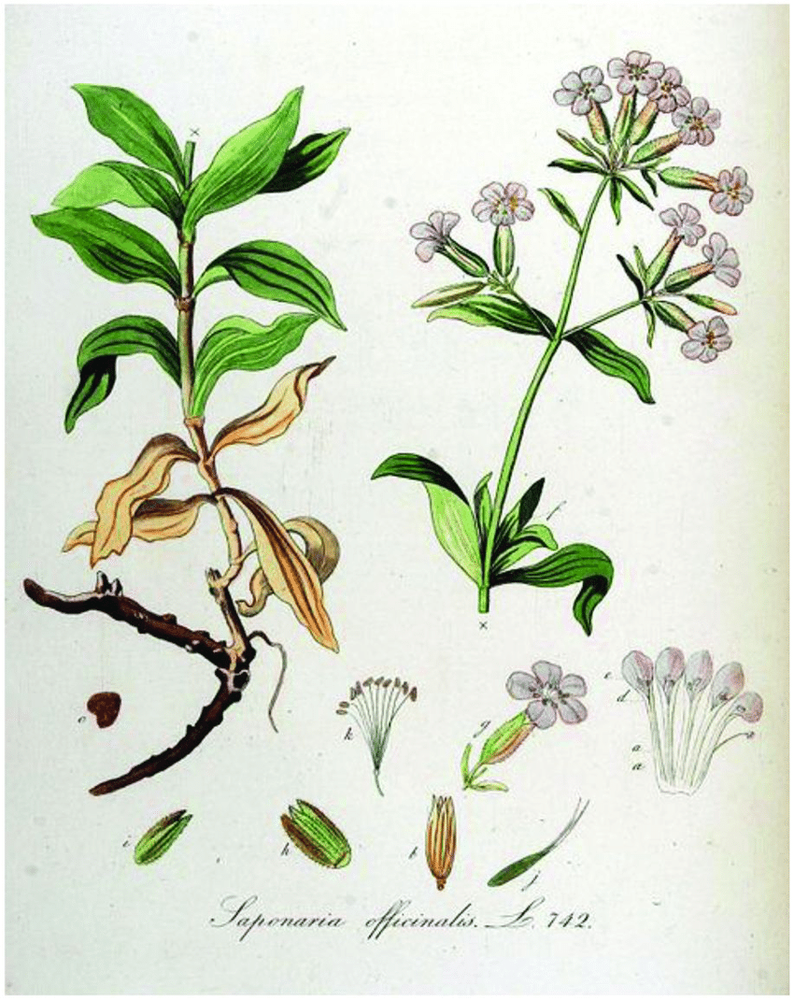 ×
×
f
e
d
a
a
a
g
k
o
i
h
b
j
Saponaria officinalis. L. 742.